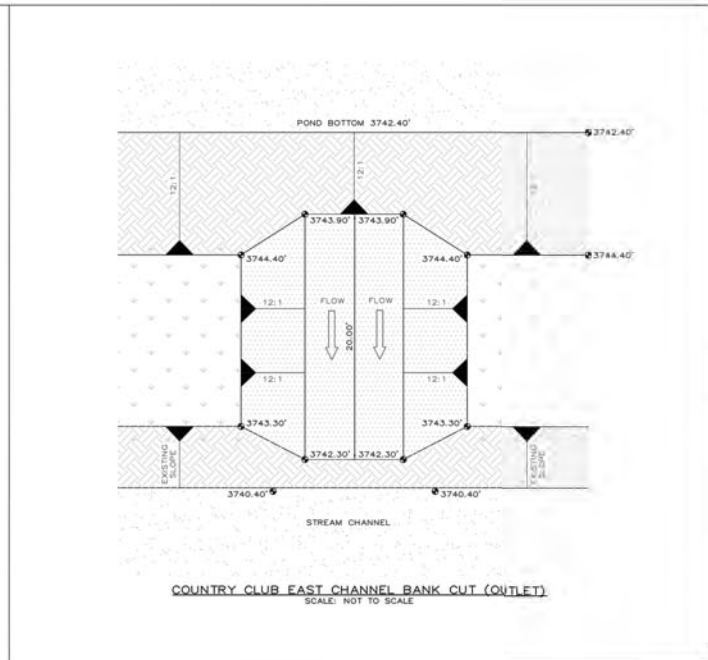 POND BOTTOM 3742.40'
3742.40'
12:1
12:1
12:1
3743.90' 3743.90'
3744.40'
3744.40'
3744.40'
12:1
FLOW
FLOW
12:1
20.00'
12:1
12:1
3743.30'
3743.30'
3742.30' 3742.30'
EXISTING
SLOPE
EXISTING
SLOPE
3740.40'
3740.40'
STREAM CHANNEL
COUNTRY CLUB EAST CHANNEL BANK CUT (OUTLET)
SCALE: NOT TO SCALE